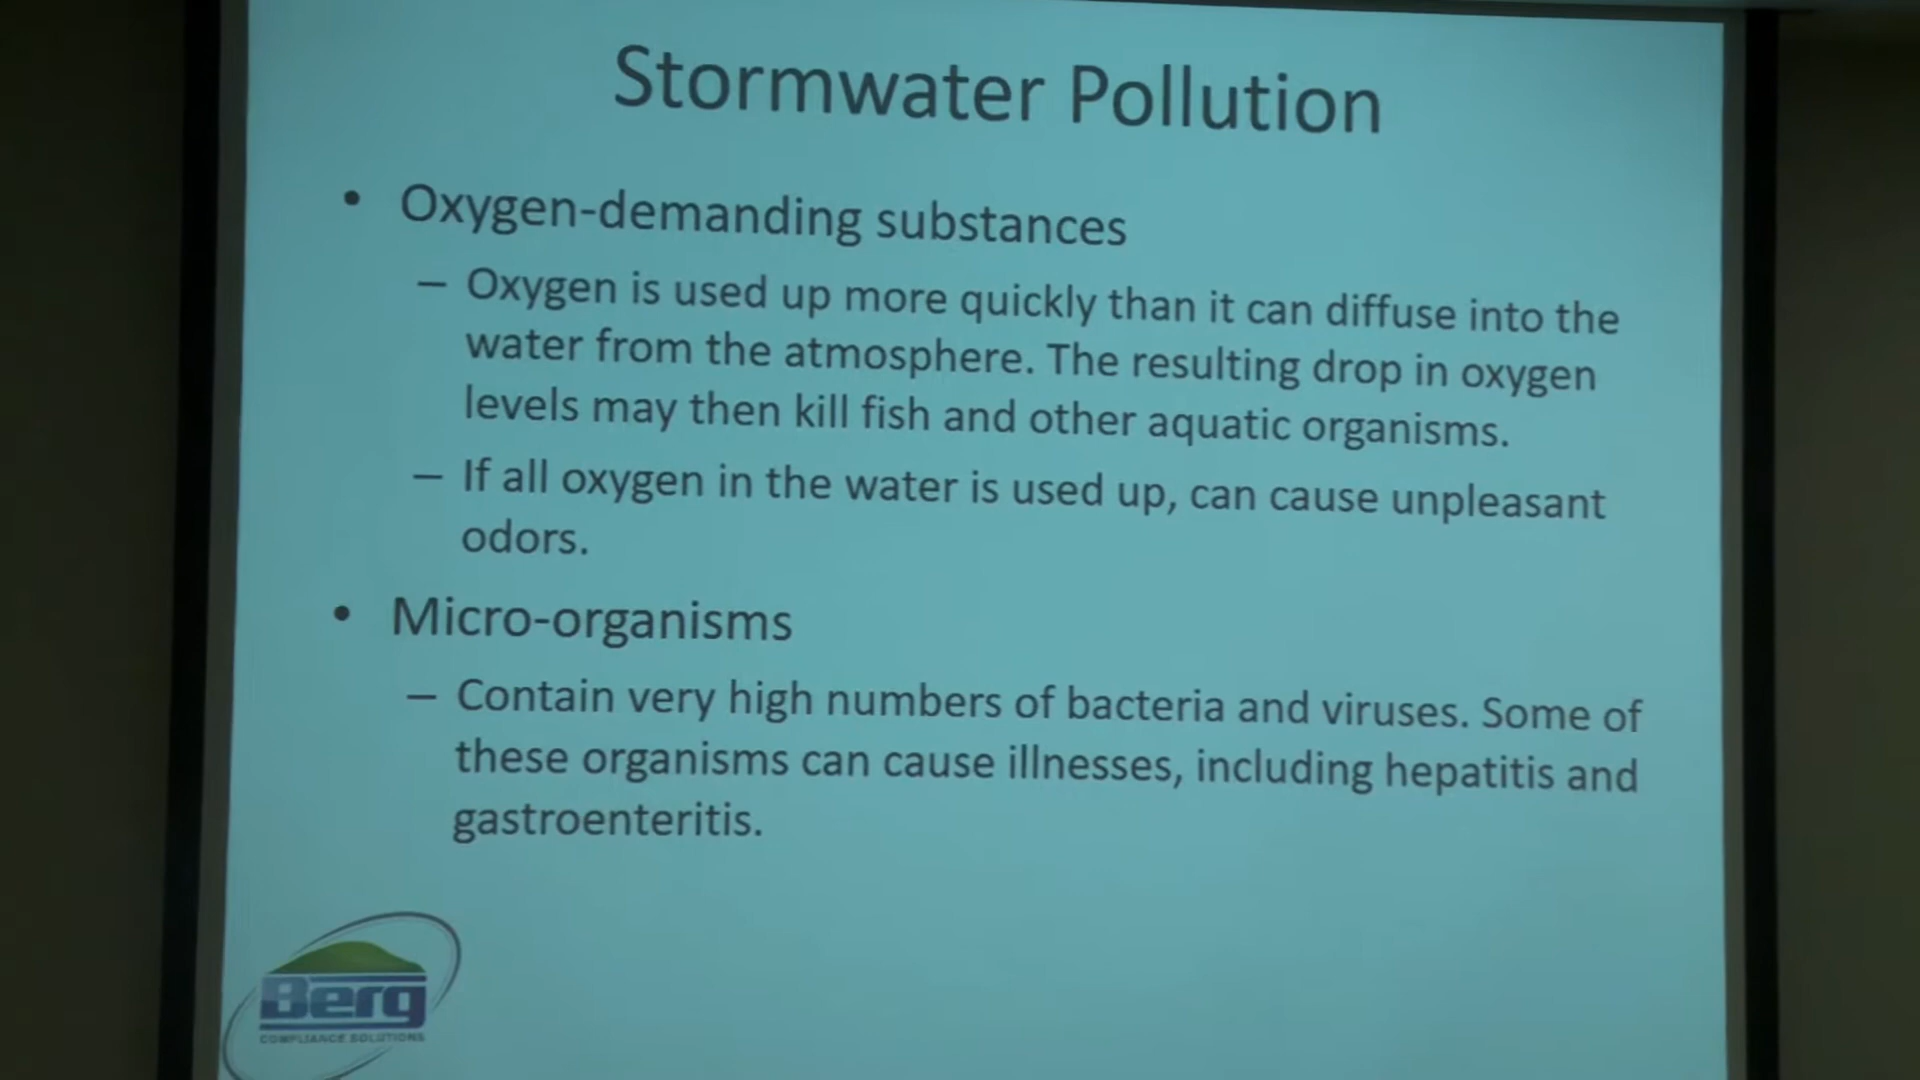 Stormwater Pollution
• Oxygen-demanding substances
– Oxygen is used up more quickly than it can diffuse into the
water from the atmosphere. The resulting drop in oxygen
levels may then kill fish and other aquatic organisms.
– If all oxygen in the water is used up, can cause unpleasant
odors.
• Micro-organisms
– Contain very high numbers of bacteria and viruses. Some of
these organisms can cause illnesses, including hepatitis and
gastroenteritis.
Berg
COMPLIANCE SOLUTIONS